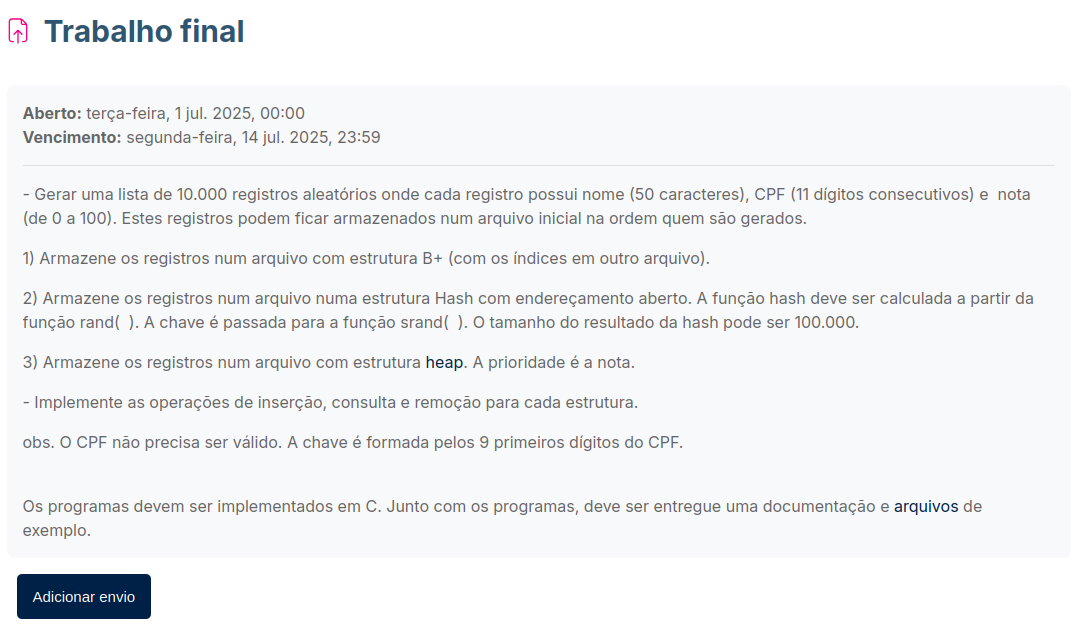 Trabalho final
Aberto: terça-feira, 1 jul. 2025, 00:00
Vencimento: segunda-feira, 14 jul. 2025, 23:59
- Gerar uma lista de 10.000 registros aleatórios onde cada registro possui nome (50 caracteres), CPF (11 dígitos consecutivos) e  nota
(de 0 a 100). Estes registros podem ficar armazenados num arquivo inicial na ordem quem são gerados.
1) Armazene os registros num arquivo com estrutura B+ (com os índices em outro arquivo).
2) Armazene os registros num arquivo numa estrutura Hash com endereçamento aberto. A função hash deve ser calculada a partir da
função rand(  ). A chave é passada para a função srand(  ). O tamanho do resultado da hash pode ser 100.000.
3) Armazene os registros num arquivo com estrutura heap. A prioridade é a nota.
- Implemente as operações de inserção, consulta e remoção para cada estrutura.
obs. O CPF não precisa ser válido. A chave é formada pelos 9 primeiros dígitos do CPF.
Os programas devem ser implementados em C. Junto com os programas, deve ser entregue uma documentação e arquivos de
exemplo.
Adicionar envio